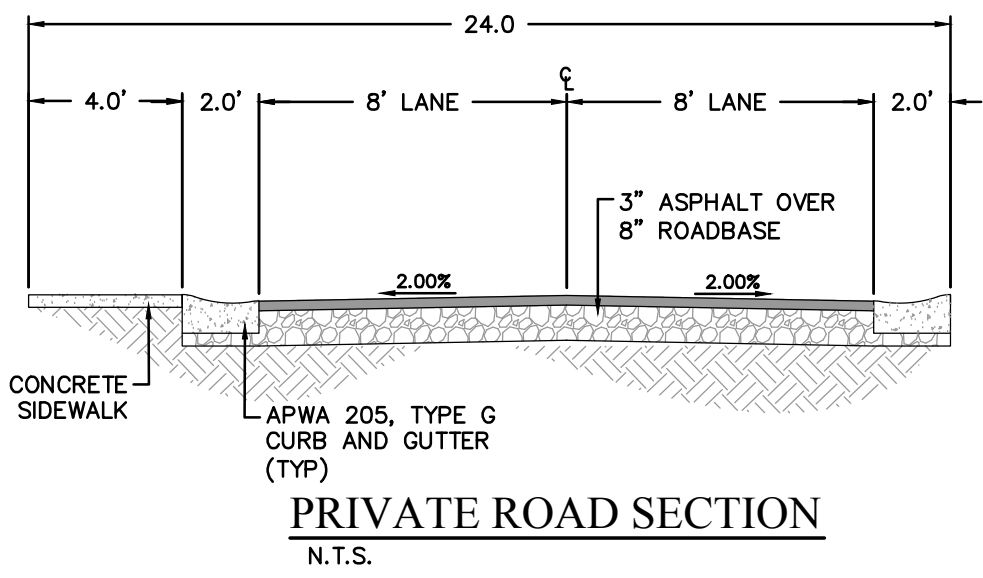 24.0
℄
4.0' 2.0' 8' LANE 8' LANE 2.0'
3" ASPHALT OVER
8" ROADBASE
2.00% 2.00%
CONCRETE
SIDEWALK
APWA 205, TYPE G
CURB AND GUTTER
(TYP)
PRIVATE ROAD SECTION
N.T.S.